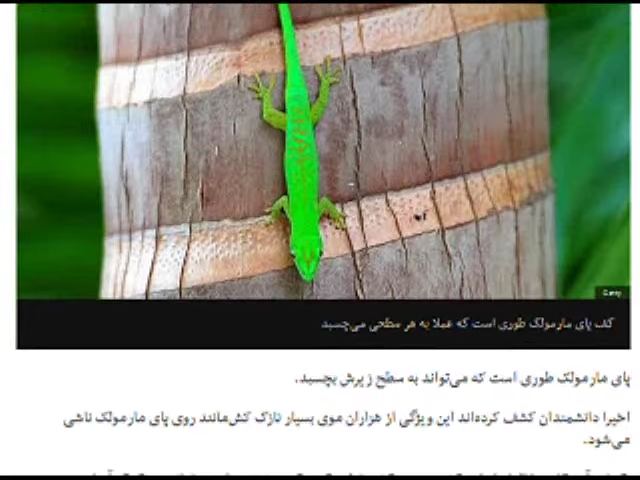 Getty
کف پای مارمولک طوری است که عملا به هر سطحی می‌چسبد
پای مارمولک طوری است که می‌تواند به سطح زیرش بچسبد.
اخیرا دانشمندان کشف کرده‌اند این ویژگی از هزاران موی بسیار نازک کش‌مانند روی پای مارمولک ناشی
می‌شود.